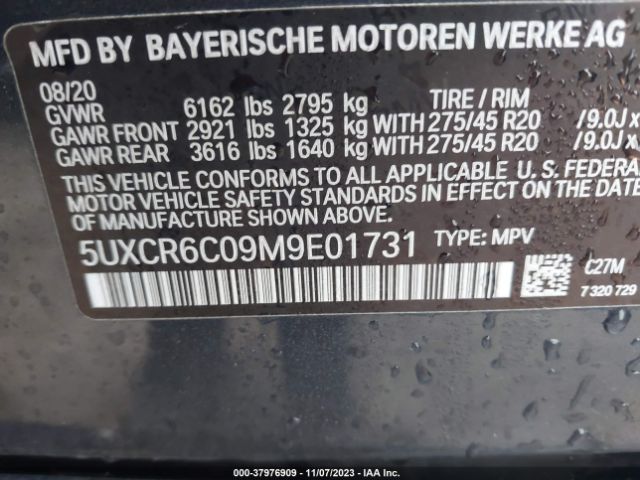 MFD BY BAYERISCHE MOTOREN WERKE AG
08/20
GVWR 6162 lbs 2795 kg TIRE / RIM
GAWR FRONT 2921 lbs 1325 kg WITH 275/45 R20 /9.0J x
GAWR REAR 3616 lbs 1640 kg WITH 275/45 R20 /9.0J x
THIS VEHICLE CONFORMS TO ALL APPLICABLE U. S. FEDERAL
MOTOR VEHICLE SAFETY STANDARDS IN EFFECT ON THE DA
OF MANUFACTURE SHOWN ABOVE.
5UXCR6C09M9E01731 TYPE: MPV
C27M
7 320 729
000-37976909 - 11/07/2023 - IAA Inc.